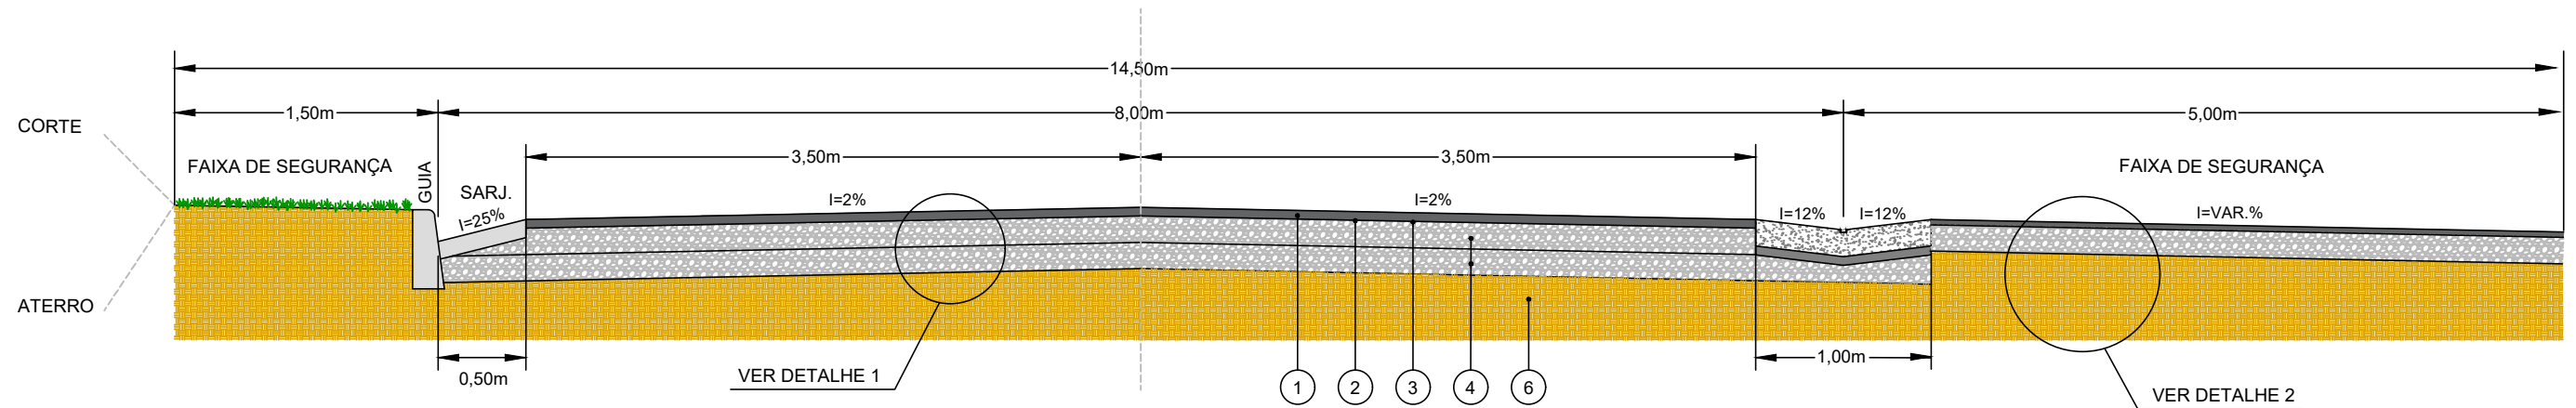 14,50m
1,50m
8,00m
5,00m
CORTE
FAIXA DE SEGURANÇA
GUIA
SARJ.
3,50m
3,50m
FAIXA DE SEGURANÇA
I=25%
I=2%
I=2%
I=12%
I=12%
I=VAR.%
ATERRO
0,50m
VER DETALHE 1
1
2
3
4
6
1,00m
VER DETALHE 2